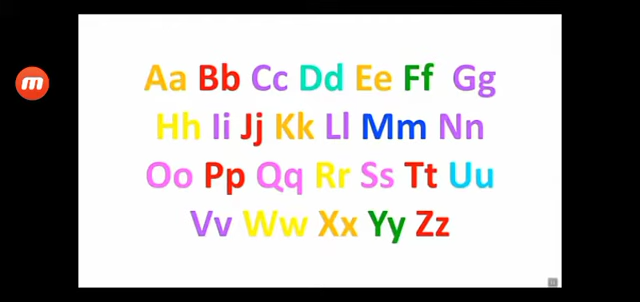 Aa Bb Cc Dd Ee Ff Gg
Hh Ii Jj Kk Ll Mm Nn
Oo Pp Qq Rr Ss Tt Uu
Vv Ww Xx Yy Zz